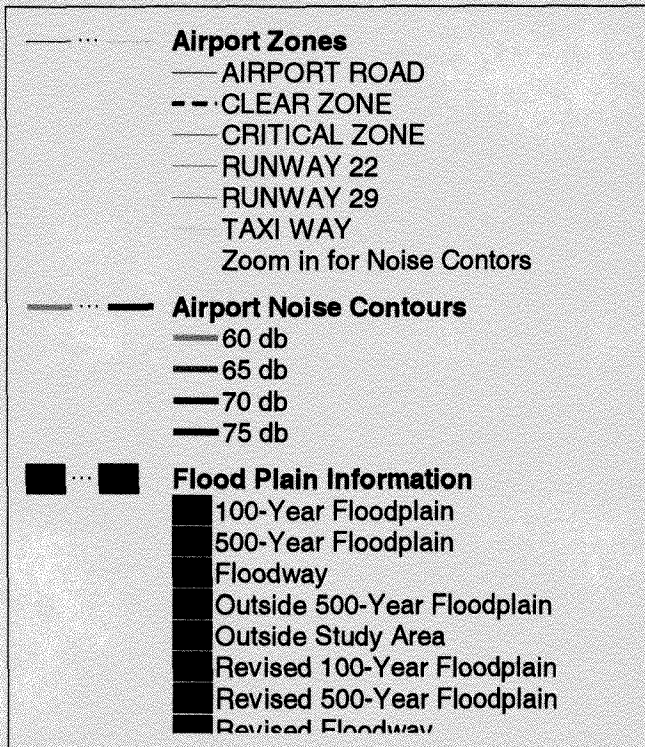 Airport Zones
AIRPORT ROAD
CLEAR ZONE
CRITICAL ZONE
RUNWAY 22
RUNWAY 29
TAXI WAY
Zoom in for Noise Contors
Airport Noise Contours
60 db
65 db
70 db
75 db
Flood Plain Information
100-Year Floodplain
500-Year Floodplain
Floodway
Outside 500-Year Floodplain
Outside Study Area
Revised 100-Year Floodplain
Revised 500-Year Floodplain
Revised Floodway